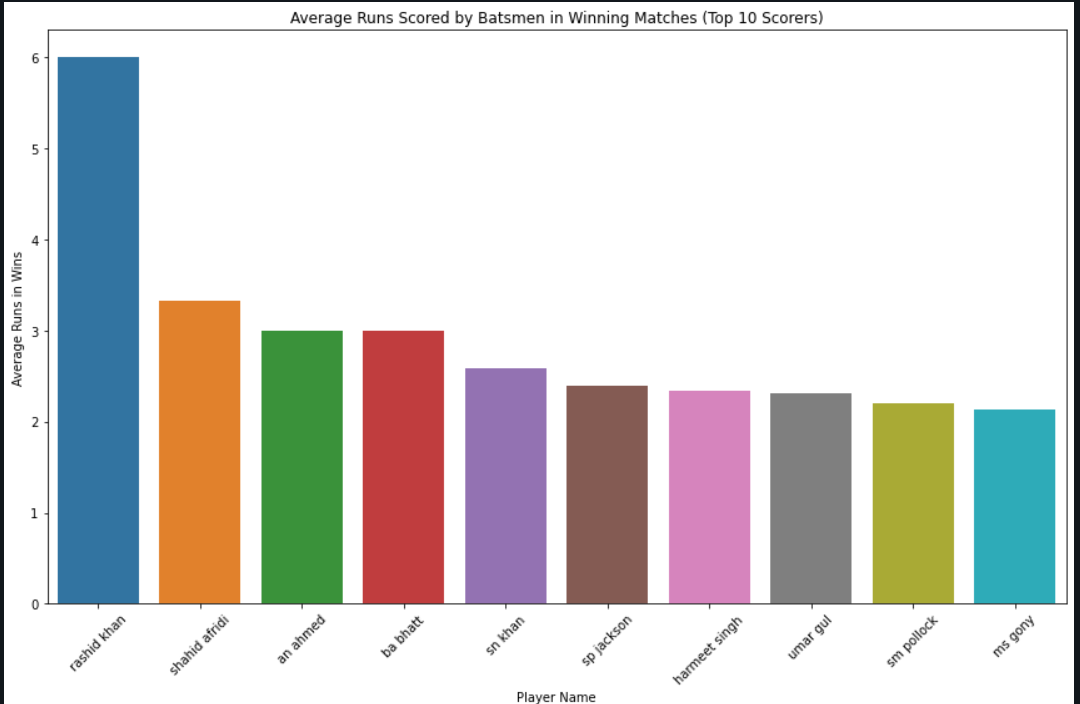 Average Runs Scored by Batsmen in Winning Matches (Top 10 Scorers)
Average Runs in Wins
6
5
4
3
2
1
0
rashid khan
shahid afridi
an ahmed
ba bhatt
sn khan
sp jackson
harmeet singh
umar gul
sm pollock
ms gony
Player Name